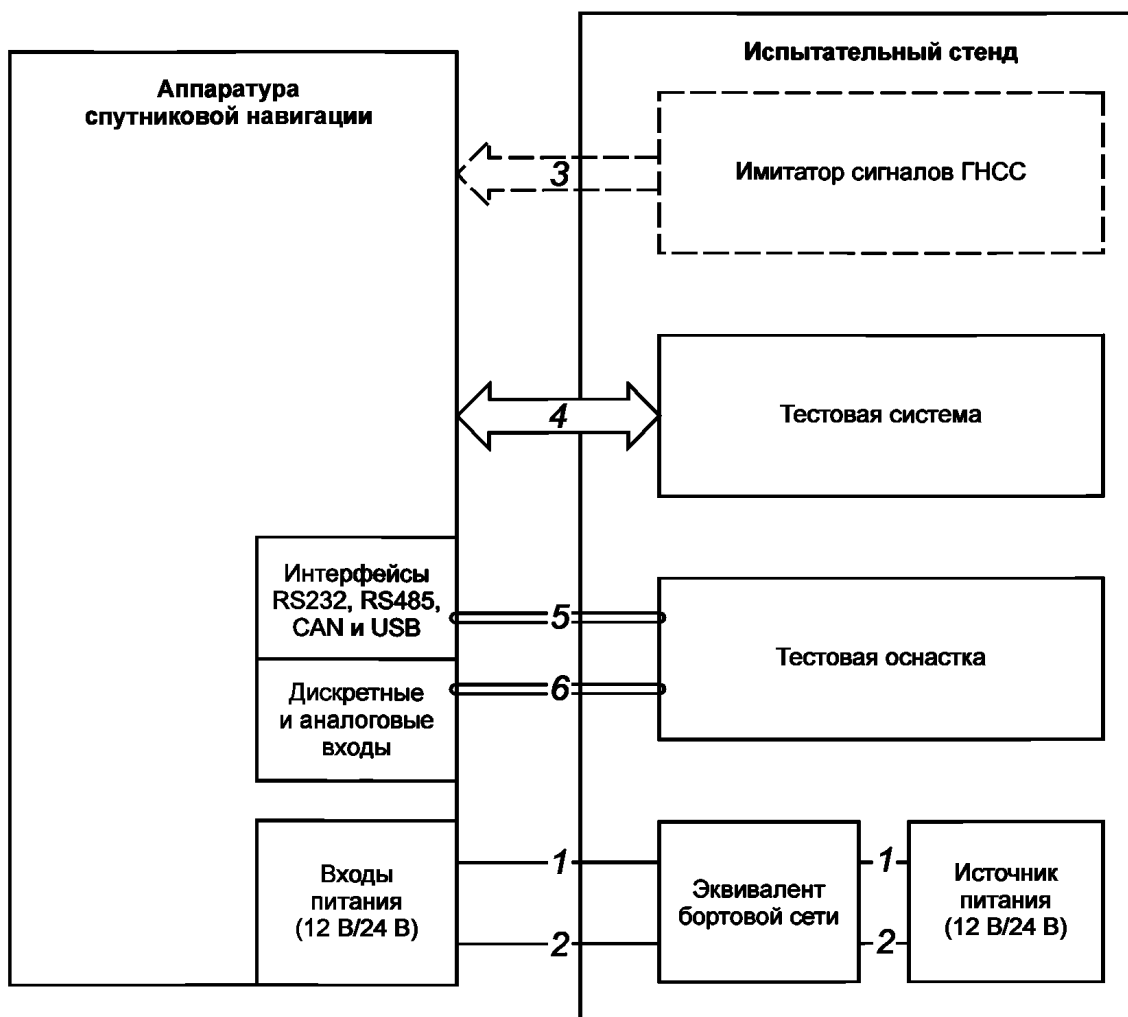 Аппаратура
спутниковой навигации
Испытательный стенд
3
Имитатор сигналов ГНСС
4
Тестовая система
Интерфейсы
RS232, RS485,
CAN и USB
5
Дискретные
и аналоговые
входы
6
Тестовая оснастка
Входы
питания
(12 В/24 В)
1
2
Эквивалент
бортовой сети
1
2
Источник
питания
(12 В/24 В)